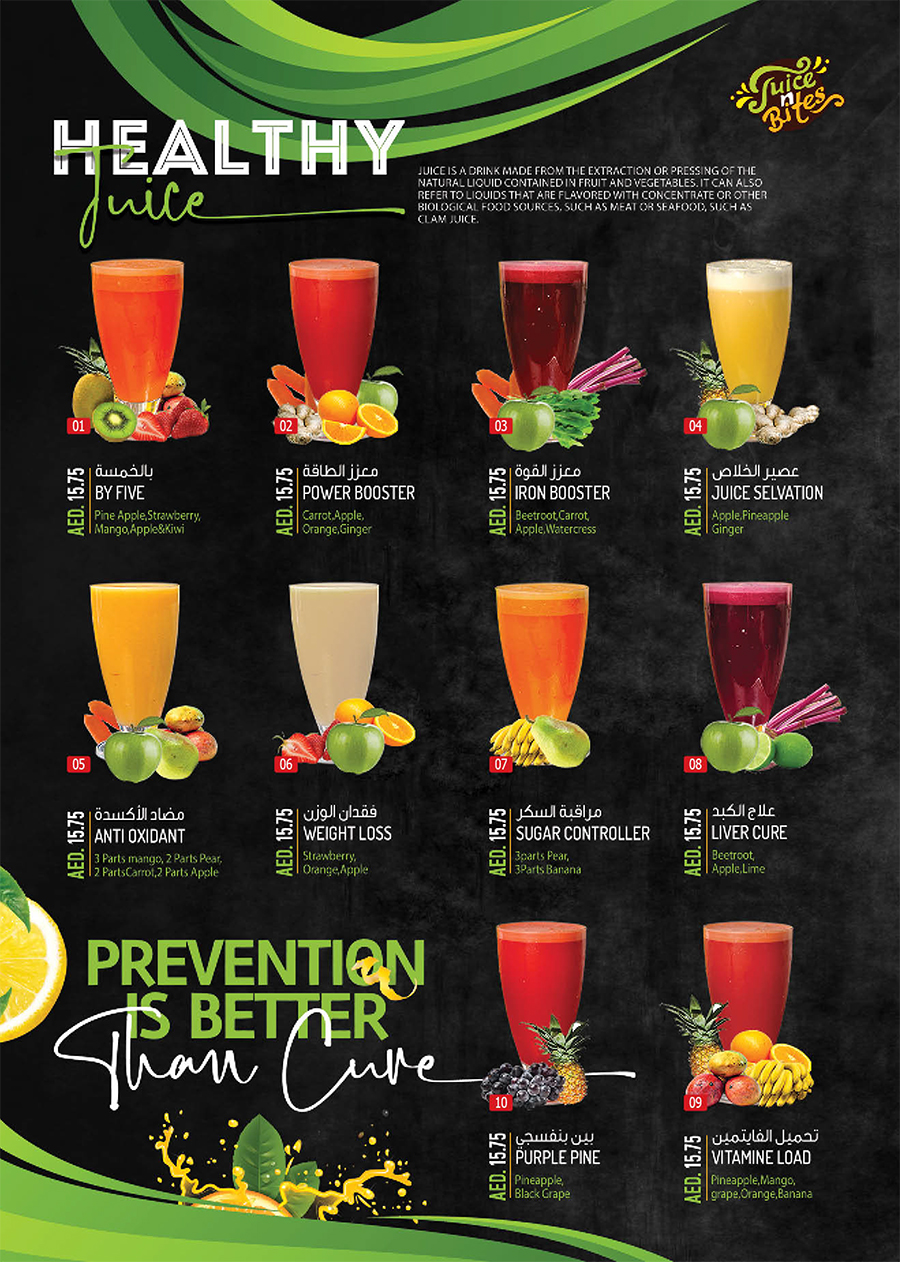 Juice
n
Bites
HEALTHY
Juice
JUICE IS A DRINK MADE FROM THE EXTRACTION OR PRESSING OF THE
NATURAL LIQUID CONTAINED IN FRUIT AND VEGETABLES. IT CAN ALSO
REFER TO LIQUIDS THAT ARE FLAVORED WITH CONCENTRATE OR OTHER
BIOLOGICAL FOOD SOURCES, SUCH AS MEAT OR SEAFOOD, SUCH AS
CLAM JUICE.
01
AED. 15.75
بالخمسة
BY FIVE
Pine Apple,Strawberry,
Mango,Apple&Kiwi
02
AED. 15.75
معزز الطاقة
POWER BOOSTER
Carrot,Apple,
Orange,Ginger
03
AED. 15.75
معزز القوة
IRON BOOSTER
Beetroot,Carrot,
Apple,Watercress
04
AED. 15.75
عصير الخلاص
JUICE SELVATION
Apple,Pineapple
Ginger
05
AED. 15.75
مضاد الأكسدة
ANTI OXIDANT
3 Parts mango, 2 Parts Pear,
2 PartsCarrot,2 Parts Apple
06
AED. 15.75
فقدان الوزن
WEIGHT LOSS
Strawberry,
Orange,Apple
07
AED. 15.75
مراقبة السكر
SUGAR CONTROLLER
3parts Pear,
3Parts Banana
08
AED. 15.75
علاج الكبد
LIVER CURE
Beetroot,
Apple,Lime
PREVENTION
IS BETTER
Than Cure
10
AED. 15.75
بين بنفسجي
PURPLE PINE
Pineapple,
Black Grape
09
AED. 15.75
تحميل الفايتمين
VITAMINE LOAD
Pineapple,Mango,
grape,Orange,Banana